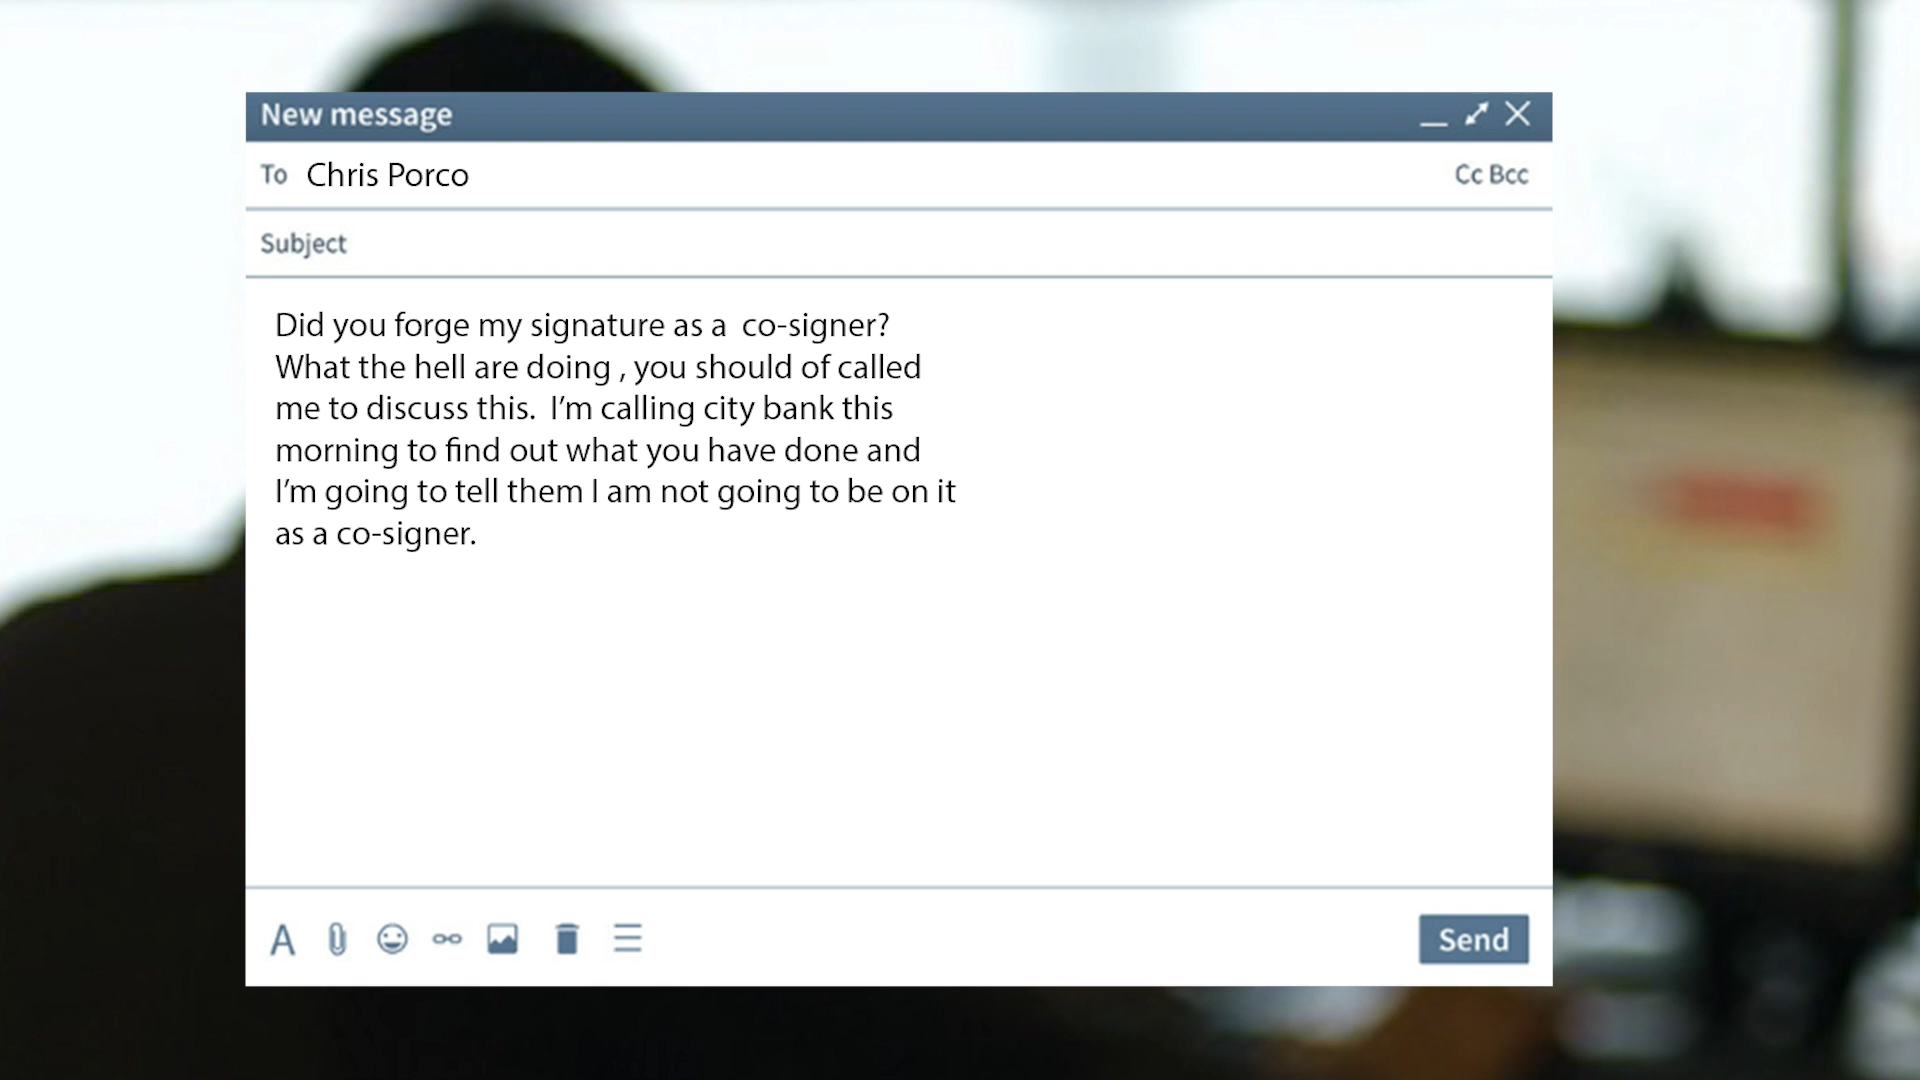 New message
To Chris Porco Cc Bcc
Subject
Did you forge my signature as a  co-signer?
What the hell are doing , you should of called
me to discuss this.  I’m calling city bank this
morning to find out what you have done and
I’m going to tell them I am not going to be on it
as a co-signer.
A Send